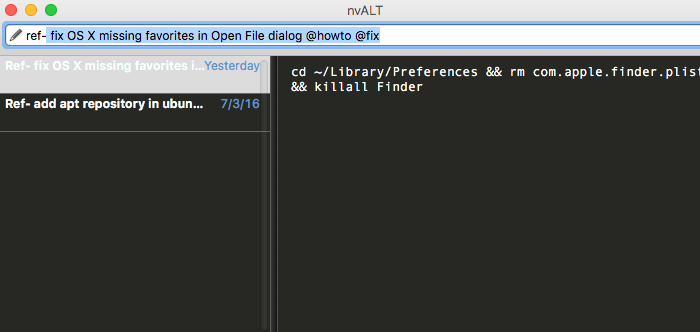 nvALT
ref- fix OS X missing favorites in Open File dialog @howto @fix
Ref- fix OS X missing favorites i... Yesterday
Ref- add apt repository in ubun... 7/3/16
cd ~/Library/Preferences && rm com.apple.finder.plist
&& killall Finder